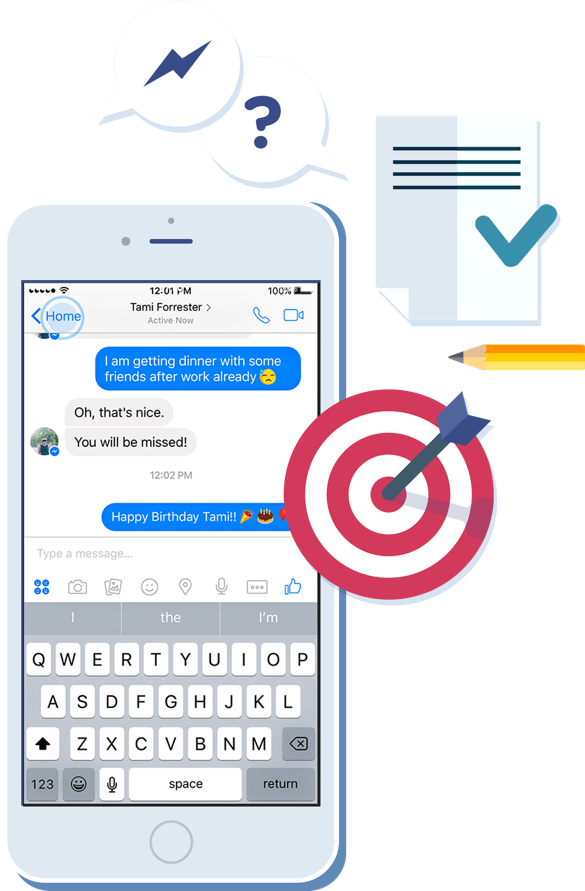 ?
12:01 PM
100%
Home
Tami Forrester
Active Now
I am getting dinner with some
friends after work already
Oh, that's nice.
You will be missed!
12:02 PM
Happy Birthday Tami!!
Type a message...
I the I'm
Q W E R T Y U I O P
A S D F G H J K L
Z X C V B N M
123 space return